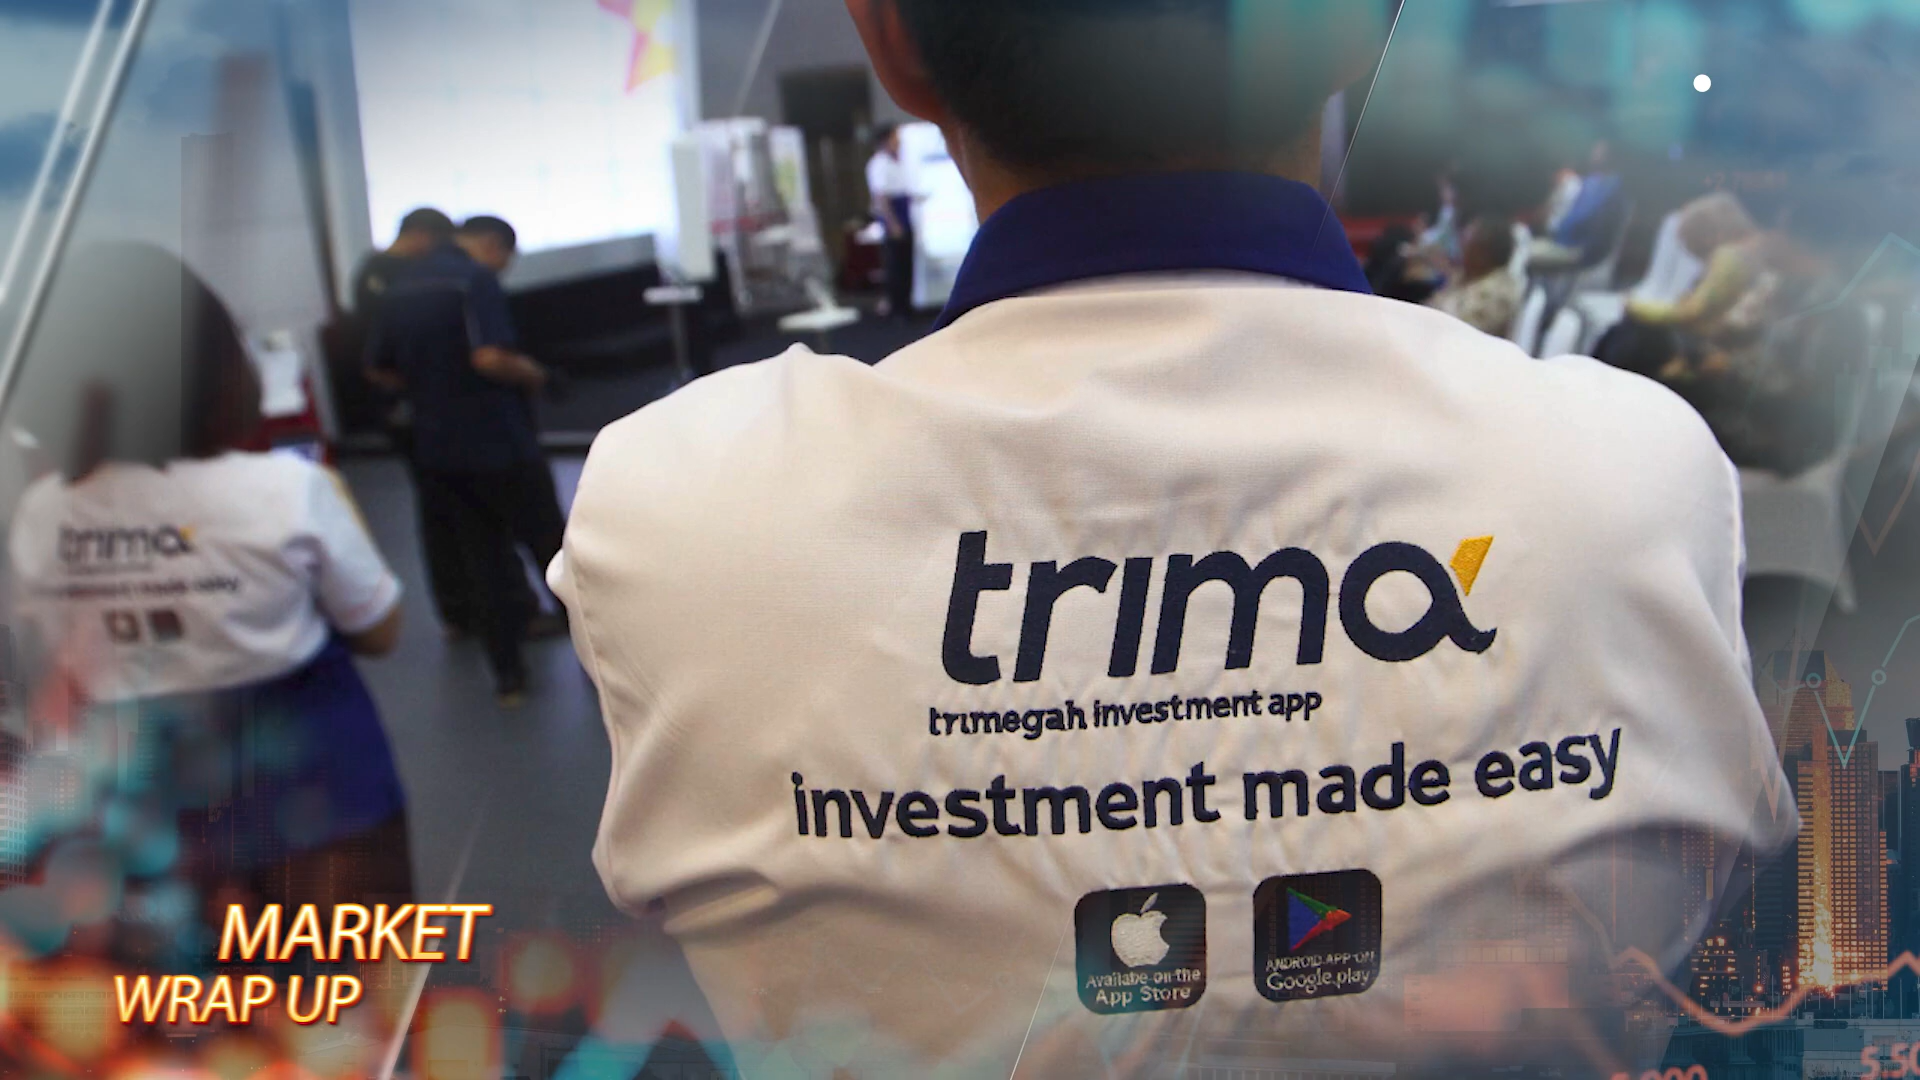 trima
trimegah investment app
investment made easy
Availabe on the
App Store
ANDROID APP ON
Google play
trima
MARKET
WRAP UP